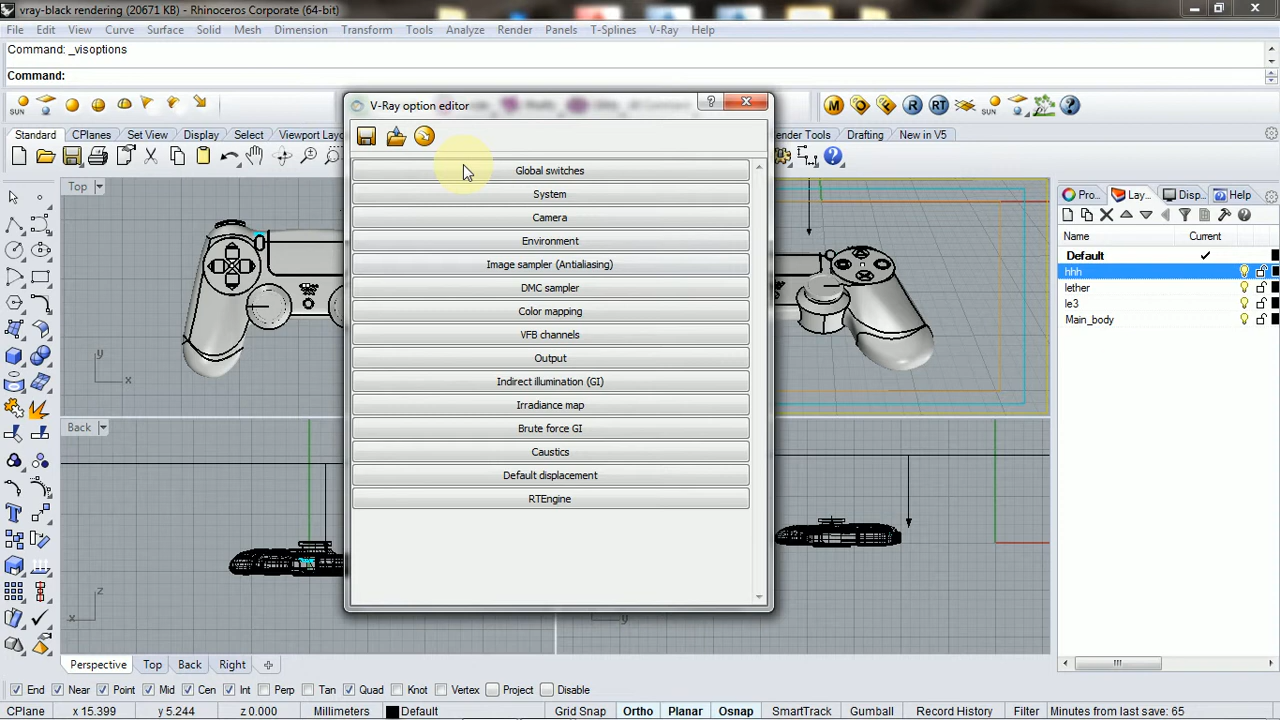 vray-black rendering (20671 KB) - Rhinoceros Corporate (64-bit)
File Edit View Curve Surface Solid Mesh Dimension Transform Tools Analyze Render Panels T-Splines V-Ray Help
Command: _visoptions
Command:
V-Ray option editor
SUN
M O F R RT SUN
Standard CPlanes Set View Display Select Viewport Layo
nder Tools Drafting New in V5
Global switches
System
Camera
Environment
Image sampler (Antialiasing)
DMC sampler
Color mapping
VFB channels
Output
Indirect illumination (GI)
Irradiance map
Brute force GI
Caustics
Default displacement
RTEngine
Top
y
x
Back
z
x
y
Pro... Lay... Disp... Help
Name Current
Default
hhh
lether
le3
Main_body
Perspective Top Back Right
End Near Point Mid Cen Int Perp Tan Quad Knot Vertex Project Disable
CPlane x 15.399 y 5.244 z 0.000 Millimeters Default Grid Snap Ortho Planar Osnap SmartTrack Gumball Record History Filter Minutes from last save: 65